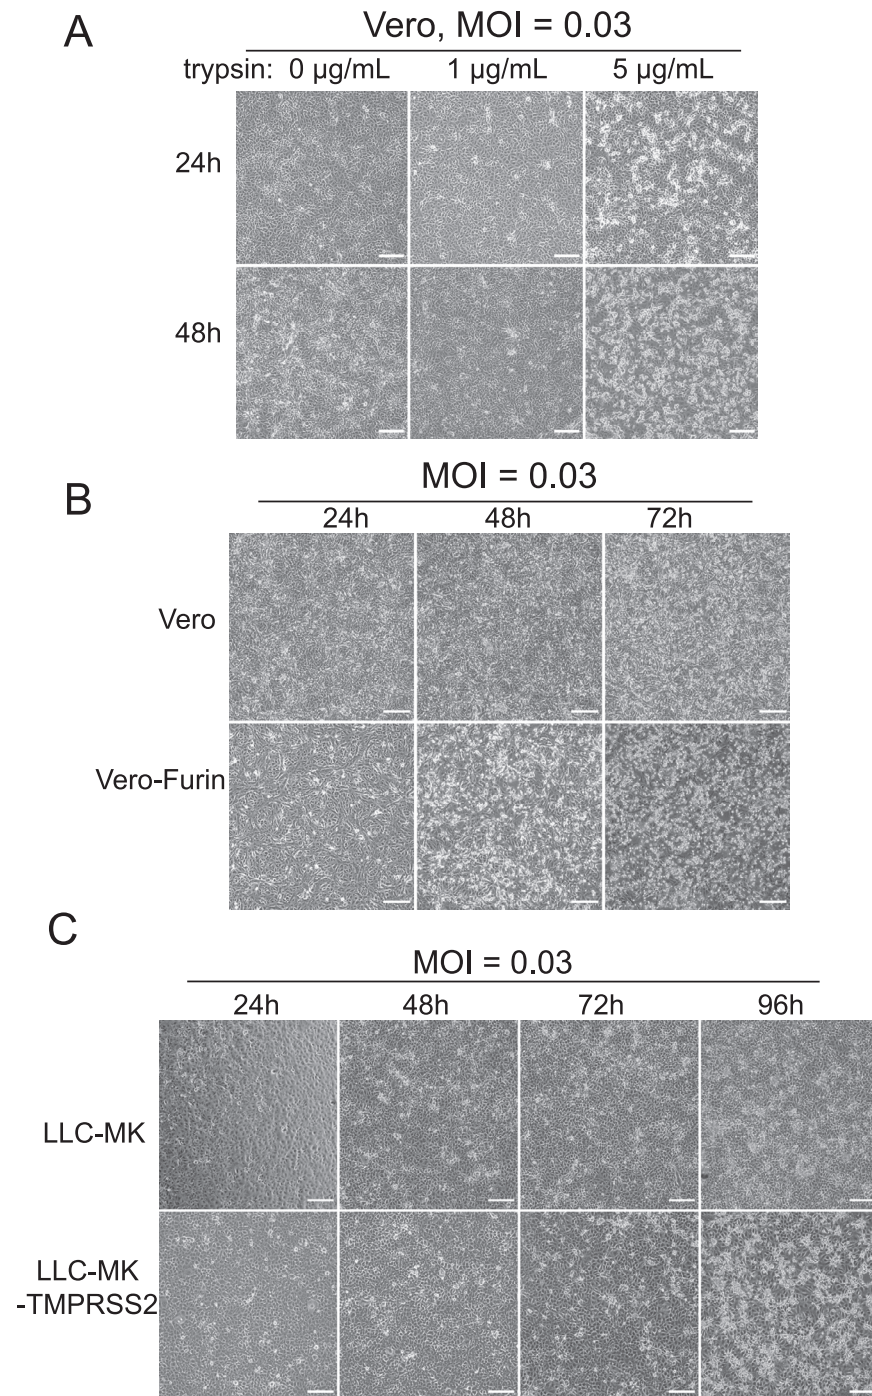 A
Vero, MOI = 0.03
trypsin: 0 µg/mL 1 µg/mL 5 µg/mL
24h
48h
B
MOI = 0.03
24h 48h 72h
Vero
Vero-Furin
C
MOI = 0.03
24h 48h 72h 96h
LLC-MK
LLC-MK
-TMPRSS2